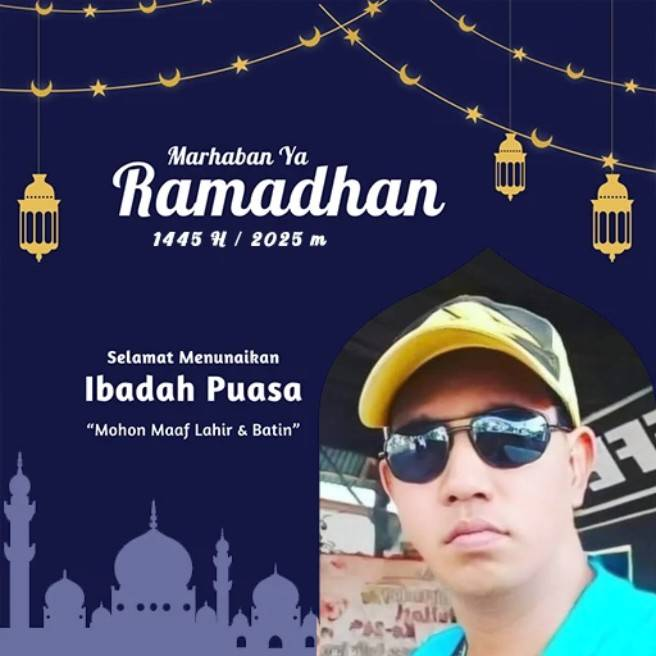 Marhaban Ya
Ramadhan
1445 H / 2025 m
Selamat Menunaikan
Ibadah Puasa
“Mohon Maaf Lahir & Batin”